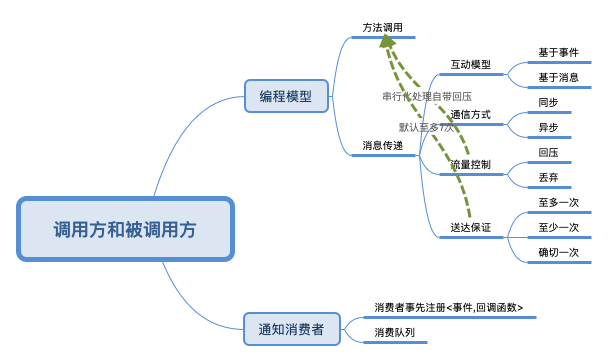 调用方和被调用方
编程模型
方法调用
消息传递
串行化处理自带回压
默认至多1次
互动模型
基于事件
基于消息
通信方式
同步
异步
流量控制
回压
丢弃
送达保证
至多一次
至少一次
确切一次
通知消费者
消费者事先注册<事件,回调函数>
消费队列